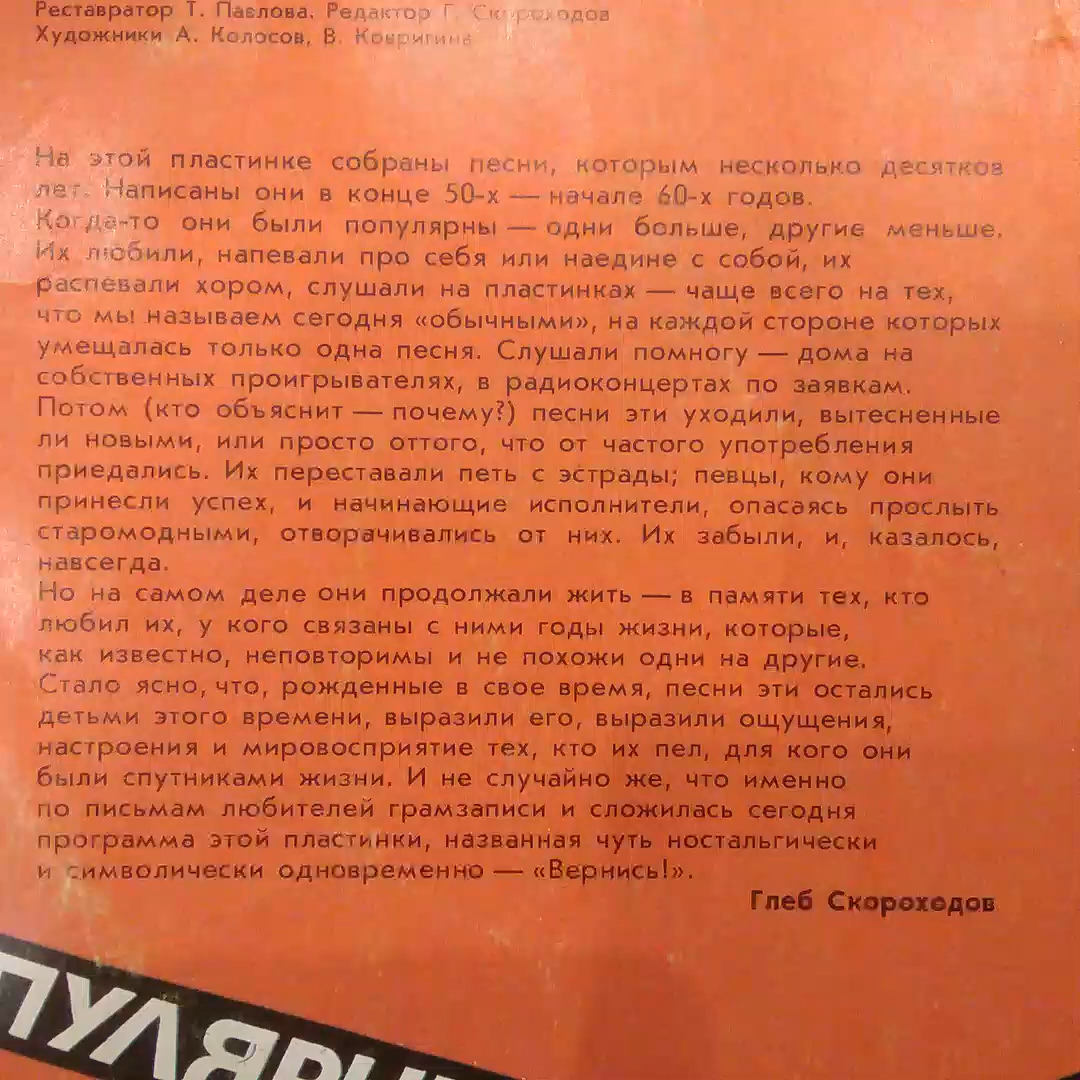 Реставратор Т. Павлова. Редактор Г. Скороходов
Художники А. Колосов, В. Ковригина
На этой пластинке собраны песни, которым несколько десятков
лет. Написаны они в конце 50-х — начале 60-х годов.
Когда-то они были популярны — одни больше, другие меньше.
Их любили, напевали про себя или наедине с собой, их
распевали хором, слушали на пластинках — чаще всего на тех,
что мы называем сегодня «обычными», на каждой стороне которых
умещалась только одна песня. Слушали помногу — дома на
собственных проигрывателях, в радиоконцертах по заявкам.
Потом (кто объяснит — почему?) песни эти уходили, вытесненные
ли новыми, или просто оттого, что от частого употребления
приедались. Их переставали петь с эстрады; певцы, кому они
принесли успех, и начинающие исполнители, опасаясь прослыть
старомодными, отворачивались от них. Их забыли, и, казалось,
навсегда.
Но на самом деле они продолжали жить — в памяти тех, кто
любил их, у кого связаны с ними годы жизни, которые,
как известно, неповторимы и не похожи одни на другие.
Стало ясно, что, рожденные в свое время, песни эти остались
детьми этого времени, выразили его, выразили ощущения,
настроения и мировосприятие тех, кто их пел, для кого они
были спутниками жизни. И не случайно же, что именно
по письмам любителей грамзаписи и сложилась сегодня
программа этой пластинки, названная чуть ностальгически
и символически одновременно — «Вернись!».
Глеб Скороходов
ПУЛЯРН